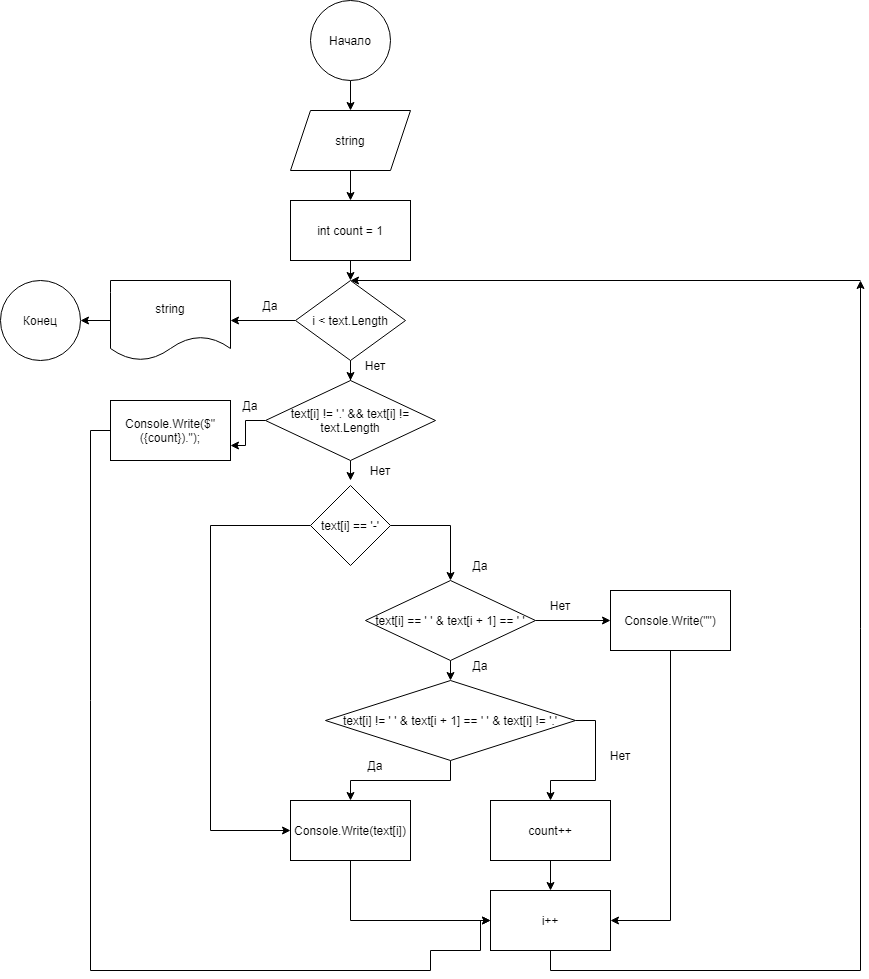 Начало
string
int count = 1
Конец
string
Да
i < text.Length
Нет
Console.Write($"
({count}).");
Да
text[i] != '.' && text[i] !=
text.Length
Нет
text[i] == '-'
Да
text[i] == ' ' & text[i + 1] == ' '
Нет
Console.Write("")
Да
text[i] != ' ' & text[i + 1] == ' ' & text[i] != '.'
Да
Нет
Console.Write(text[i])
count++
i++